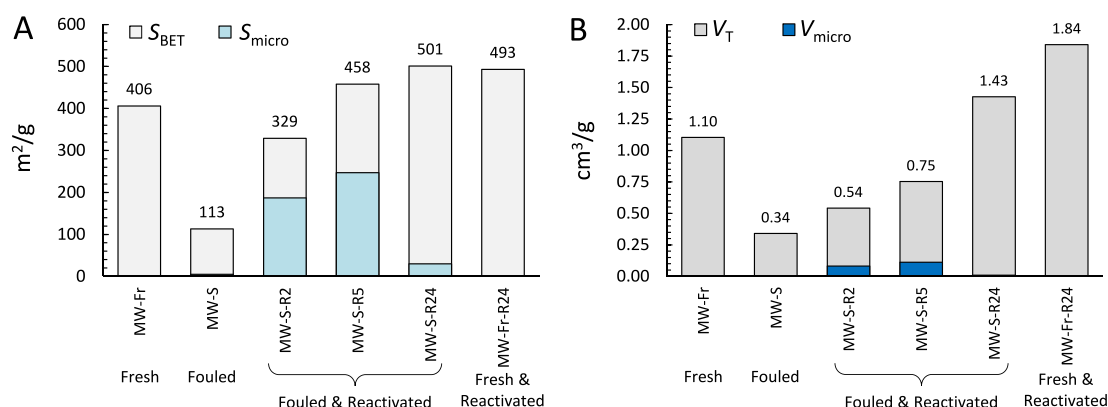 A
S_BET
S_micro
m²/g
600
500
400
300
200
100
0
406
113
329
458
501
493
MW-Fr
MW-S
MW-S-R2
MW-S-R5
MW-S-R24
MW-Fr-R24
Fresh
Fouled
Fouled & Reactivated
Fresh &
Reactivated
B
V_T
V_micro
cm³/g
2.00
1.75
1.50
1.25
1.00
0.75
0.50
0.25
0.00
1.10
0.34
0.54
0.75
1.43
1.84
MW-Fr
MW-S
MW-S-R2
MW-S-R5
MW-S-R24
MW-Fr-R24
Fresh
Fouled
Fouled & Reactivated
Fresh &
Reactivated